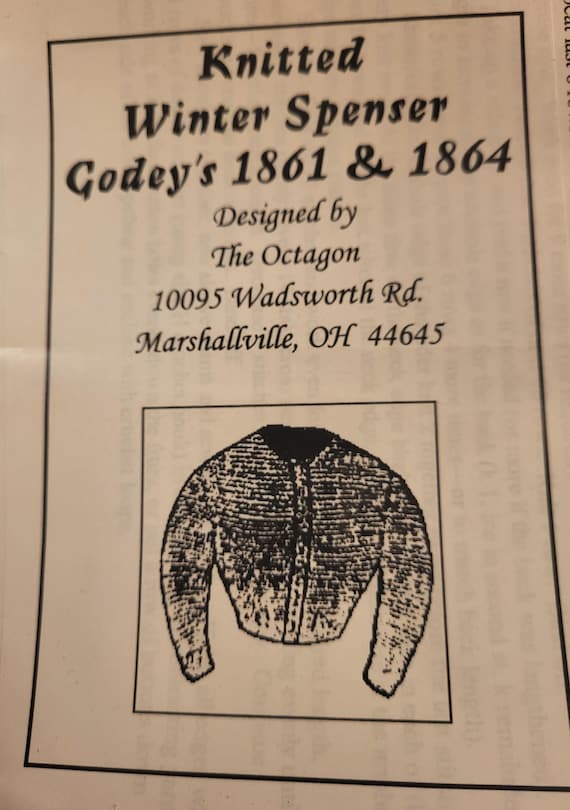 Knitted
Winter Spenser
Godey's 1861 & 1864
Designed by
The Octagon
10095 Wadsworth Rd.
Marshallville, OH 44645